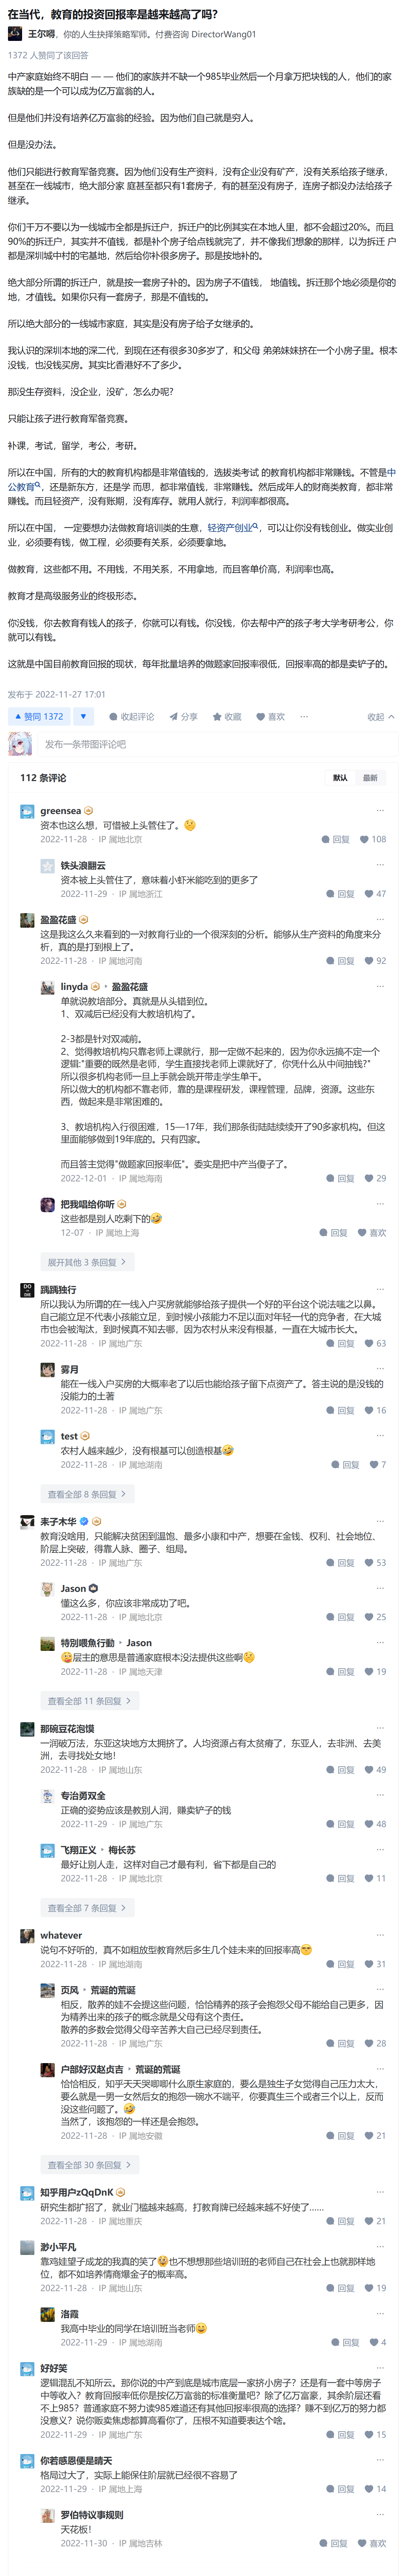 在当代，教育的投资回报率是越来越高了吗？
王尔嘚，你的人生抉择策略军师。付费咨询 DirectorWang01
1372 人赞同了该回答
中产家庭始终不明白 — — 他们的家族并不缺一个985毕业然后一个月拿万把块钱的人，他们的家
族缺的是一个可以成为亿万富翁的人。
但是他们并没有培养亿万富翁的经验。因为他们自己就是穷人。
但是没办法。
他们只能进行教育军备竞赛。因为他们没有生产资料，没有企业没有矿产，没有关系给孩子继承，
甚至在一线城市，绝大部分家 庭甚至都只有1套房子，有的甚至没有房子，连房子都没办法给孩子
继承。
你们千万不要以为一线城市全都是拆迁户，拆迁户的比例其实在本地人里，都不会超过20%。而且
90%的拆迁户，其实并不值钱，都是补个房子给点钱就完了，并不像我们想象的那样，以为拆迁 户
都是深圳城中村的宅基地，然后给你补很多房子。那是按地补的。
绝大部分所谓的拆迁户，就是按一套房子补的。因为房子不值钱， 地值钱。拆迁那个地必须是你的
地，才值钱。如果你只有一套房子，那是不值钱的。
所以绝大部分的一线城市家庭，其实是没有房子给子女继承的。
我认识的深圳本地的深二代，到现在还有很多30多岁了，和父母 弟弟妹妹挤在一个小房子里。根本
没钱，也没钱买房。其实比香港好不了多少。
那没生存资料，没企业，没矿，怎么办呢?
只能让孩子进行教育军备竞赛。
补课，考试，留学，考公，考研。
所以在中国，所有的大的教育机构都是非常值钱的，选拔类考试 的教育机构都非常赚钱。不管是中
公教育，还是新东方，还是学 而思，都非常值钱，非常赚钱。然后成年人的财商类教育，都非常
赚钱。而且轻资产，没有账期，没有库存。就用人就行，利润率都很高。
所以在中国， 一定要想办法做教育培训类的生意，轻资产创业，可以让你没有钱创业。做实业创
业，必须要有钱，做工程，必须要有关系，必须要拿地。
做教育，这些都不用。不用钱，不用关系，不用拿地，而且客单价高，利润率也高。
教育才是高级服务业的终极形态。
你没钱，你去教育有钱人的孩子，你就可以有钱。你没钱，你去帮中产的孩子考大学考研考公，你
就可以有钱。
这就是中国目前教育回报的现状，每年批量培养的做题家回报率很低，回报率高的都是卖铲子的。
发布于 2022-11-27 17:01
赞同 1372 收起评论 分享 收藏 喜欢 ··· 收起
发布一条带图评论吧
112 条评论 默认 最新
greensea
资本也这么想，可惜被上头管住了。🤔
2022-11-28 · IP 属地北京 回复 108
铁头浪翻云
资本被上头管住了，意味着小虾米能吃到的更多了
2022-11-29 · IP 属地浙江 回复 47
盈盈花盛
这是我这么久来看到的一对教育行业的一个很深刻的分析。能够从生产资料的角度来分
析，真的是打到根上了。
2022-11-28 · IP 属地河南 回复 92
linyda ‣ 盈盈花盛
单就说教培部分。真就是从头错到位。
1、双减后已经没有大教培机构了。
2-3都是针对双减前。
2、觉得教培机构只靠老师上课就行，那一定做不起来的，因为你永远搞不定一个
逻辑:"重要的既然是老师，学生直接找老师上课就好了，你凭什么从中间抽钱?"
所以很多机构老师一旦上手就会跳开带走学生单干。
所以做大的机构都不靠老师，靠的是课程研发，课程管理，品牌，资源。这些东
西，做起来是非常困难的。
3、教培机构入行很困难，15—17年，我们那条街陆陆续续开了90多家机构。但这
里面能够做到19年底的。只有四家。
而且答主觉得"做题家回报率低"。委实是把中产当傻子了。
2022-12-01 · IP 属地海南 回复 29
把我唱给你听
这些都是别人吃剩下的🤣
12-07 · IP 属地上海 回复 喜欢
展开其他 3 条回复
踽踽独行
所以我认为所谓的在一线入户买房就能够给孩子提供一个好的平台这个说法嗤之以鼻。
自己能立足不代表小孩能立足，到时候小孩能力不足以面对年轻一代的竞争者，在大城
市也会被淘汰，到时候真不知去哪，因为农村从来没有根基，一直在大城市长大。
2022-11-28 · IP 属地广东 回复 63
雾月
能在一线入户买房的大概率老了以后也能给孩子留下点资产了。答主说的是没钱的
没能力的土著
2022-11-28 · IP 属地广东 回复 16
test
农村人越来越少，没有根基可以创造根基🤣
2022-11-28 · IP 属地湖南 回复 7
查看全部 8 条回复
耒子木华
教育没啥用，只能解决贫困到温饱、最多小康和中产，想要在金钱、权利、社会地位、
阶层上突破，得靠人脉、圈子、组局。
2022-11-28 · IP 属地广东 回复 53
Jason
懂这么多，你应该非常成功了吧。
2022-11-28 · IP 属地北京 回复 25
特別喂魚行動 ‣ Jason
🥰层主的意思是普通家庭根本没法提供这些啊🤔
2022-11-28 · IP 属地天津 回复 19
查看全部 11 条回复
那碗豆花泡馍
一润破万法，东亚这块地方太拥挤了。人均资源占有太贫瘠了，东亚人，去非洲、去美
洲，去寻找处女地！
2022-11-28 · IP 属地山东 回复 49
专治勇双全
正确的姿势应该是教别人润，赚卖铲子的钱
2022-11-29 · IP 属地广东 回复 48
飞翔正义 ‣ 梅长苏
最好让别人走，这样对自己才最有利，省下都是自己的
2022-11-28 · IP 属地北京 回复 11
查看全部 7 条回复
whatever
说句不好听的，真不如粗放型教育然后多生几个娃未来的回报率高😁
2022-11-28 · IP 属地湖南 回复 31
页风 ‣ 荒诞的荒诞
相反，散养的娃不会提这些问题，恰恰精养的孩子会抱怨父母不能给自己更多，因
为精养出来的孩子的概念就是父母有这个责任。
散养的多数会觉得父母辛苦养大自己已经尽到责任。
2022-11-28 · IP 属地广东 回复 28
户部好汉赵贞吉 ‣ 荒诞的荒诞
恰恰相反，知乎天天哭唧唧什么原生家庭的，要么是独生子女觉得自己压力太大，
要么就是一男一女然后女的抱怨一碗水不端平，你要真生三个或者三个以上，反而
没这些问题了。🤣
当然了，该抱怨的一样还是会抱怨。
2022-11-28 · IP 属地安徽 回复 21
查看全部 30 条回复
知乎用户zQqDnK
研究生都扩招了，就业门槛越来越高，打教育牌已经越来越不好使了……
2022-11-28 · IP 属地重庆 回复 21
渺小平凡
靠鸡娃望子成龙的我真的笑了😂也不想想那些培训班的老师自己在社会上也就那样地
位，都不如培养情商爆金子的概率高。
2022-11-28 · IP 属地山东 回复 19
洛霞
我高中毕业的同学在培训班当老师😀
2022-11-29 · IP 属地湖南 回复 4
好好笑
逻辑混乱不知所云。那你说的中产到底是城市底层一家挤小房子？还是有一套中等房子
中等收入？教育回报低你是按亿万富翁的标准衡量吧？除了亿万富豪，其余阶层还看
不上985？普通家庭不努力读985难道还有其他回报率很高的选择？赚不到亿万的努力都
没意义？说你贩卖焦虑都算高看你了，压根不知道要表达个啥。
2022-11-29 · IP 属地广东 回复 15
你若感恩便是晴天
格局过大了，实际上能保住阶层就已经很不容易了
2022-11-29 · IP 属地上海 回复 14
罗伯特议事规则
天花板！
2022-11-30 · IP 属地吉林 回复 喜欢